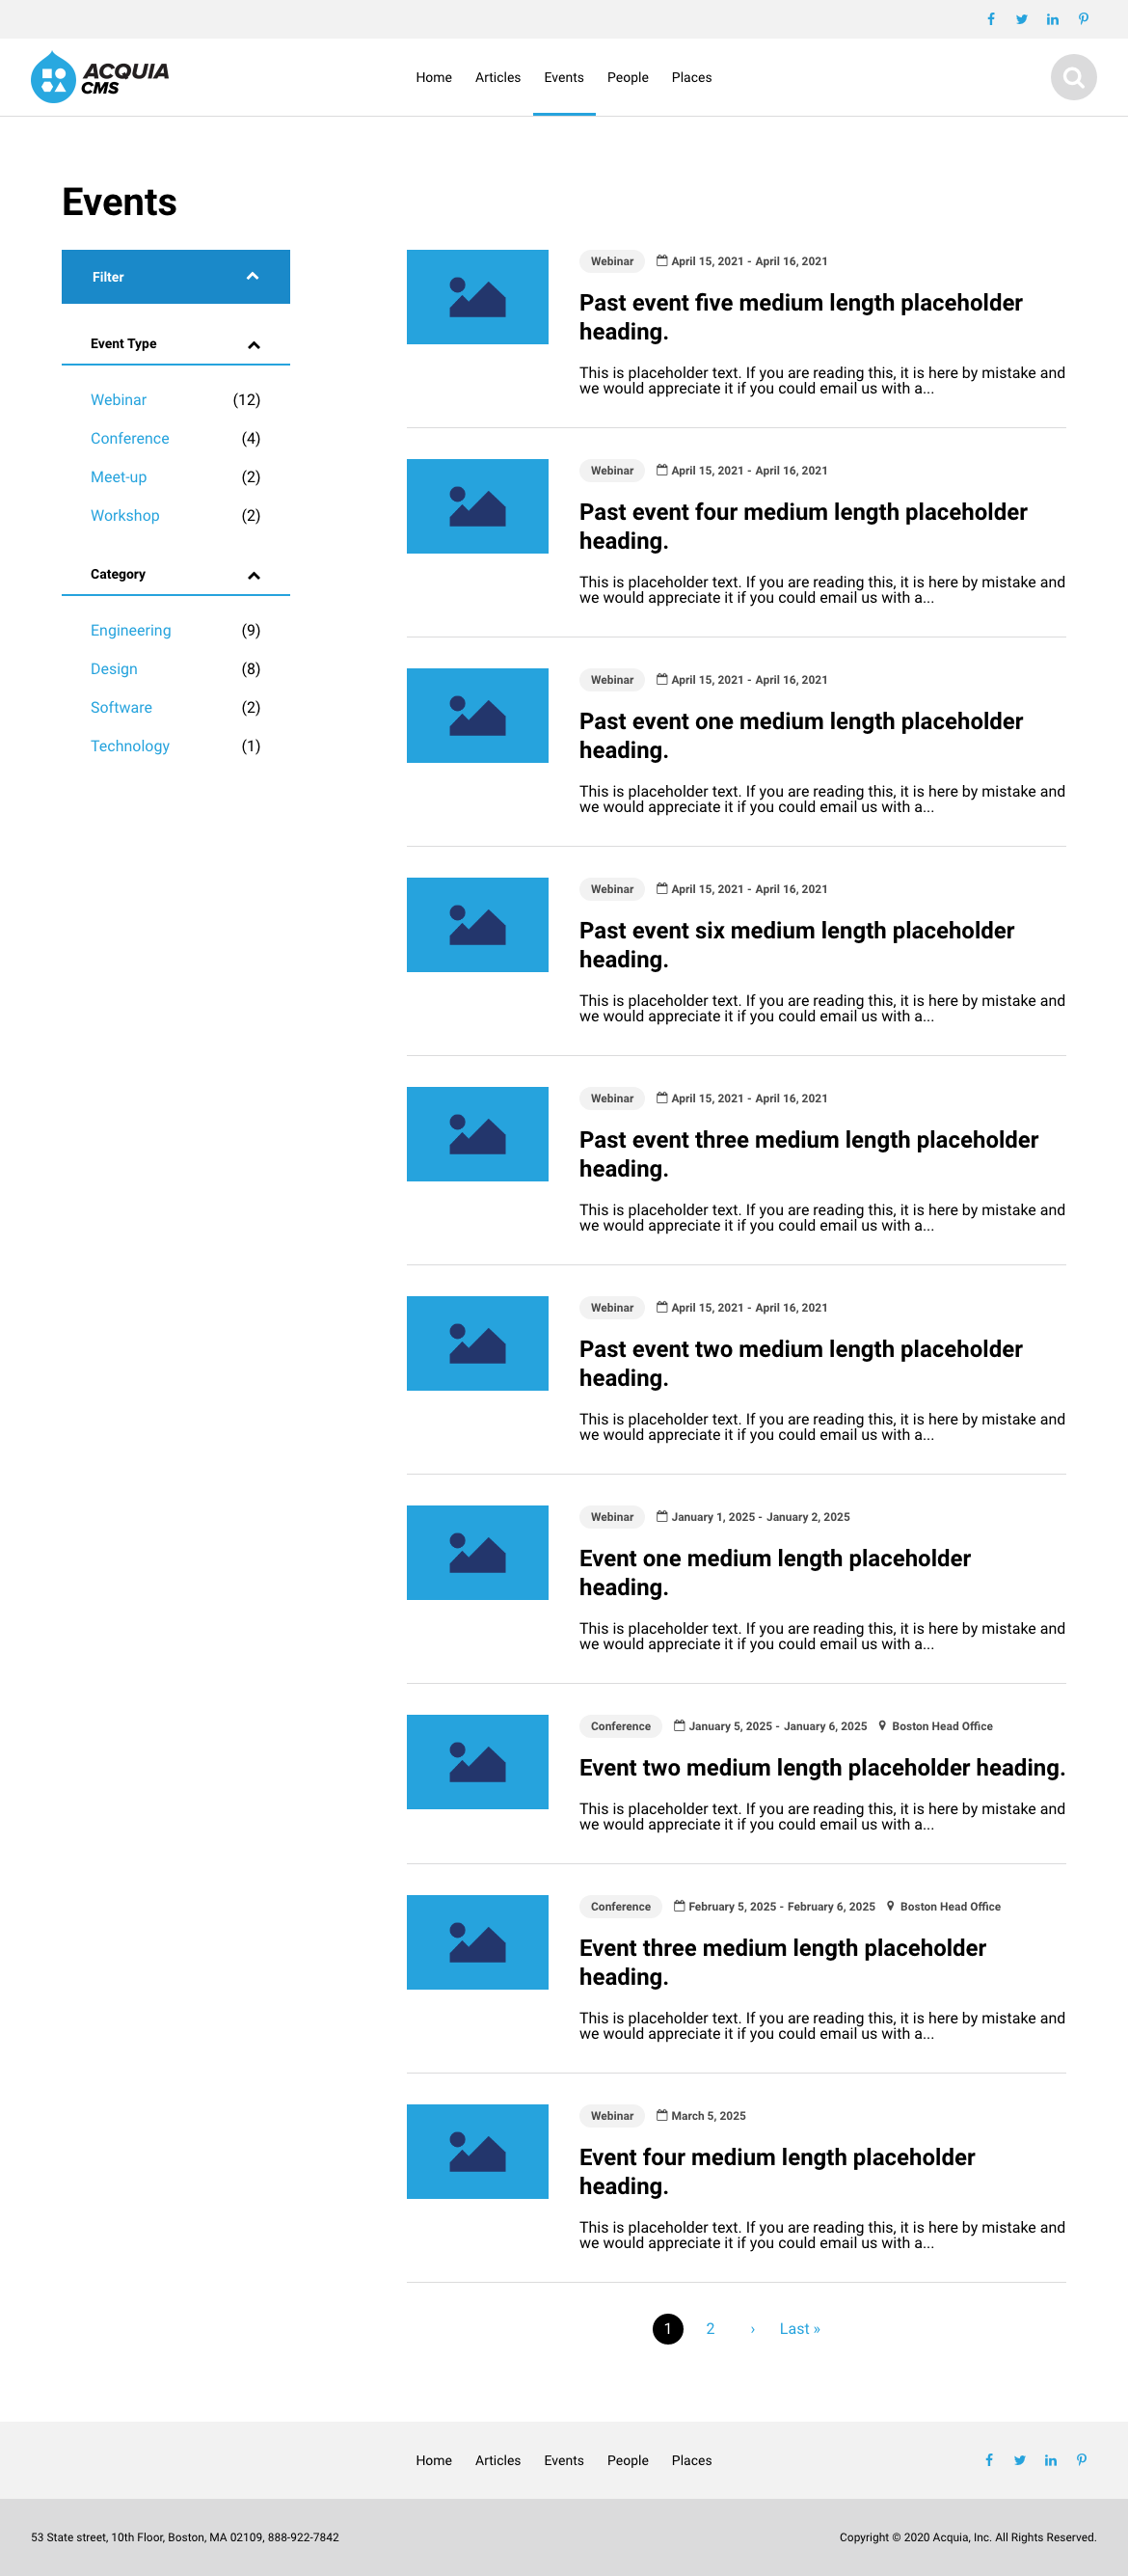 ACQUIA
CMS
Home Articles Events People Places
Events
Filter
Event Type
Webinar (12)
Conference (4)
Meet-up (2)
Workshop (2)
Category
Engineering (9)
Design (8)
Software (2)
Technology (1)
Webinar April 15, 2021 - April 16, 2021
Past event five medium length placeholder
heading.
This is placeholder text. If you are reading this, it is here by mistake and
we would appreciate it if you could email us with a...
Webinar April 15, 2021 - April 16, 2021
Past event four medium length placeholder
heading.
This is placeholder text. If you are reading this, it is here by mistake and
we would appreciate it if you could email us with a...
Webinar April 15, 2021 - April 16, 2021
Past event one medium length placeholder
heading.
This is placeholder text. If you are reading this, it is here by mistake and
we would appreciate it if you could email us with a...
Webinar April 15, 2021 - April 16, 2021
Past event six medium length placeholder
heading.
This is placeholder text. If you are reading this, it is here by mistake and
we would appreciate it if you could email us with a...
Webinar April 15, 2021 - April 16, 2021
Past event three medium length placeholder
heading.
This is placeholder text. If you are reading this, it is here by mistake and
we would appreciate it if you could email us with a...
Webinar April 15, 2021 - April 16, 2021
Past event two medium length placeholder
heading.
This is placeholder text. If you are reading this, it is here by mistake and
we would appreciate it if you could email us with a...
Webinar January 1, 2025 - January 2, 2025
Event one medium length placeholder
heading.
This is placeholder text. If you are reading this, it is here by mistake and
we would appreciate it if you could email us with a...
Conference January 5, 2025 - January 6, 2025 Boston Head Office
Event two medium length placeholder heading.
This is placeholder text. If you are reading this, it is here by mistake and
we would appreciate it if you could email us with a...
Conference February 5, 2025 - February 6, 2025 Boston Head Office
Event three medium length placeholder
heading.
This is placeholder text. If you are reading this, it is here by mistake and
we would appreciate it if you could email us with a...
Webinar March 5, 2025
Event four medium length placeholder
heading.
This is placeholder text. If you are reading this, it is here by mistake and
we would appreciate it if you could email us with a...
1 2 › Last »
Home Articles Events People Places
53 State street, 10th Floor, Boston, MA 02109, 888-922-7842
Copyright © 2020 Acquia, Inc. All Rights Reserved.